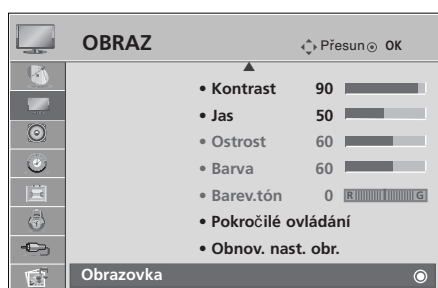 OBRAZ Přesun OK
• Kontrast 90
• Jas 50
• Ostrost 60
• Barva 60
• Barev.tón 0 R G
• Pokročilé ovládání
• Obnov. nast. obr.
Obrazovka